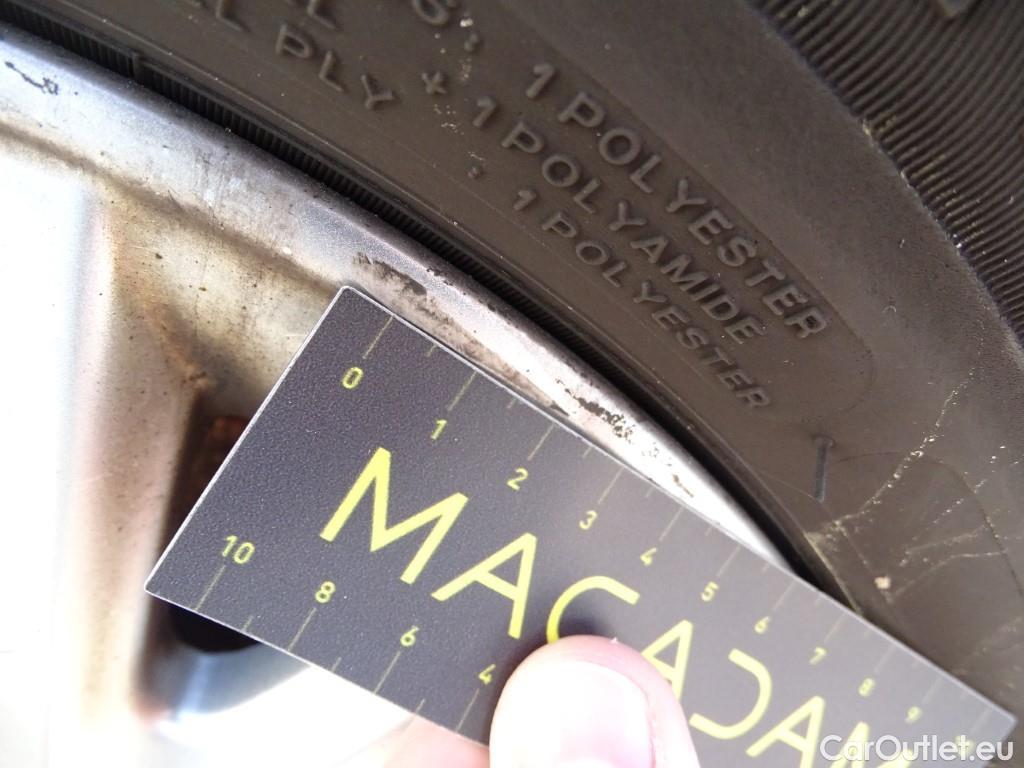 PLY
1 POLYESTER
+ 1 POLYAMIDE
: 1 POLYESTER
0 1 2 3 4 5 6 7 8 9
MACADAM
10 8 6 4
CarOutlet.eu